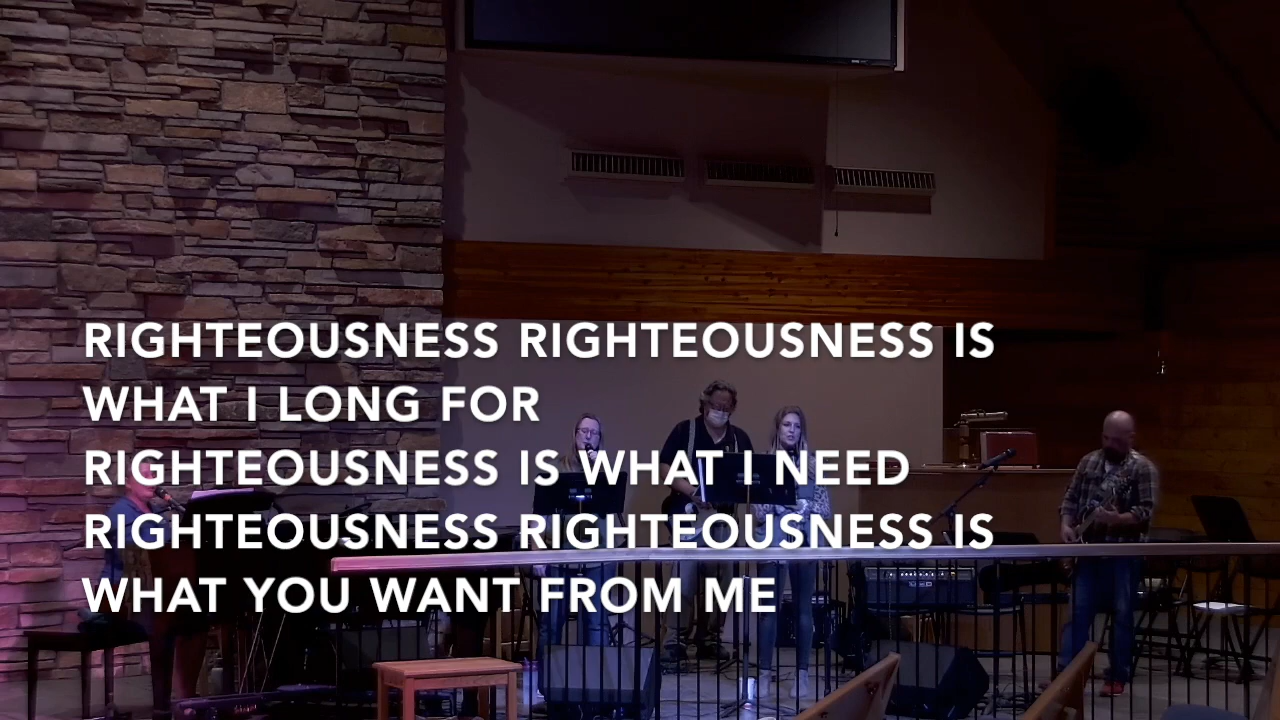 RIGHTEOUSNESS RIGHTEOUSNESS IS
WHAT I LONG FOR
RIGHTEOUSNESS IS WHAT I NEED
RIGHTEOUSNESS RIGHTEOUSNESS IS
WHAT YOU WANT FROM ME